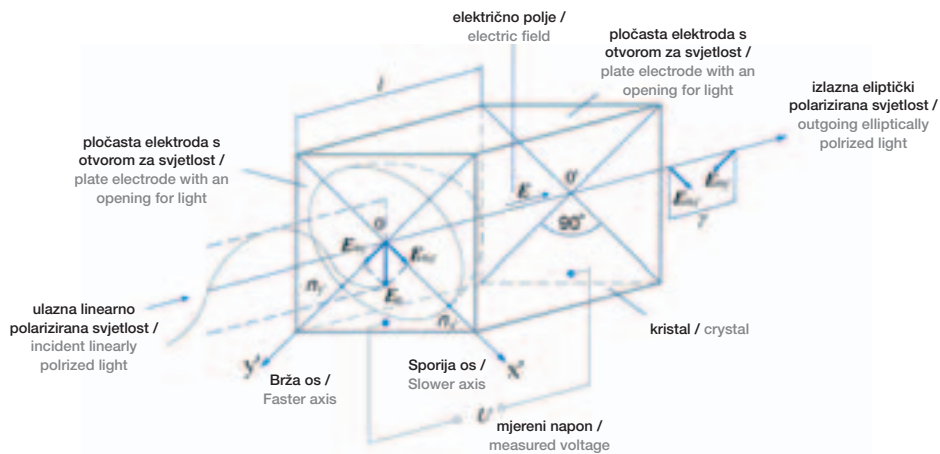 električno polje /
electric field
pločasta elektroda s
otvorom za svjetlost /
plate electrode with an
opening for light
izlazna eliptički
polarizirana svjetlost /
outgoing elliptically
polrized light
pločasta elektroda s
otvorom za svjetlost /
plate electrode with an
opening for light
l
E
0'
90°
0
ulazna linearno
polarizirana svjetlost /
incident linearly
polrized light
kristal / crystal
y'
x'
Brža os /
Faster axis
Sporija os /
Slower axis
U
mjereni napon /
measured voltage